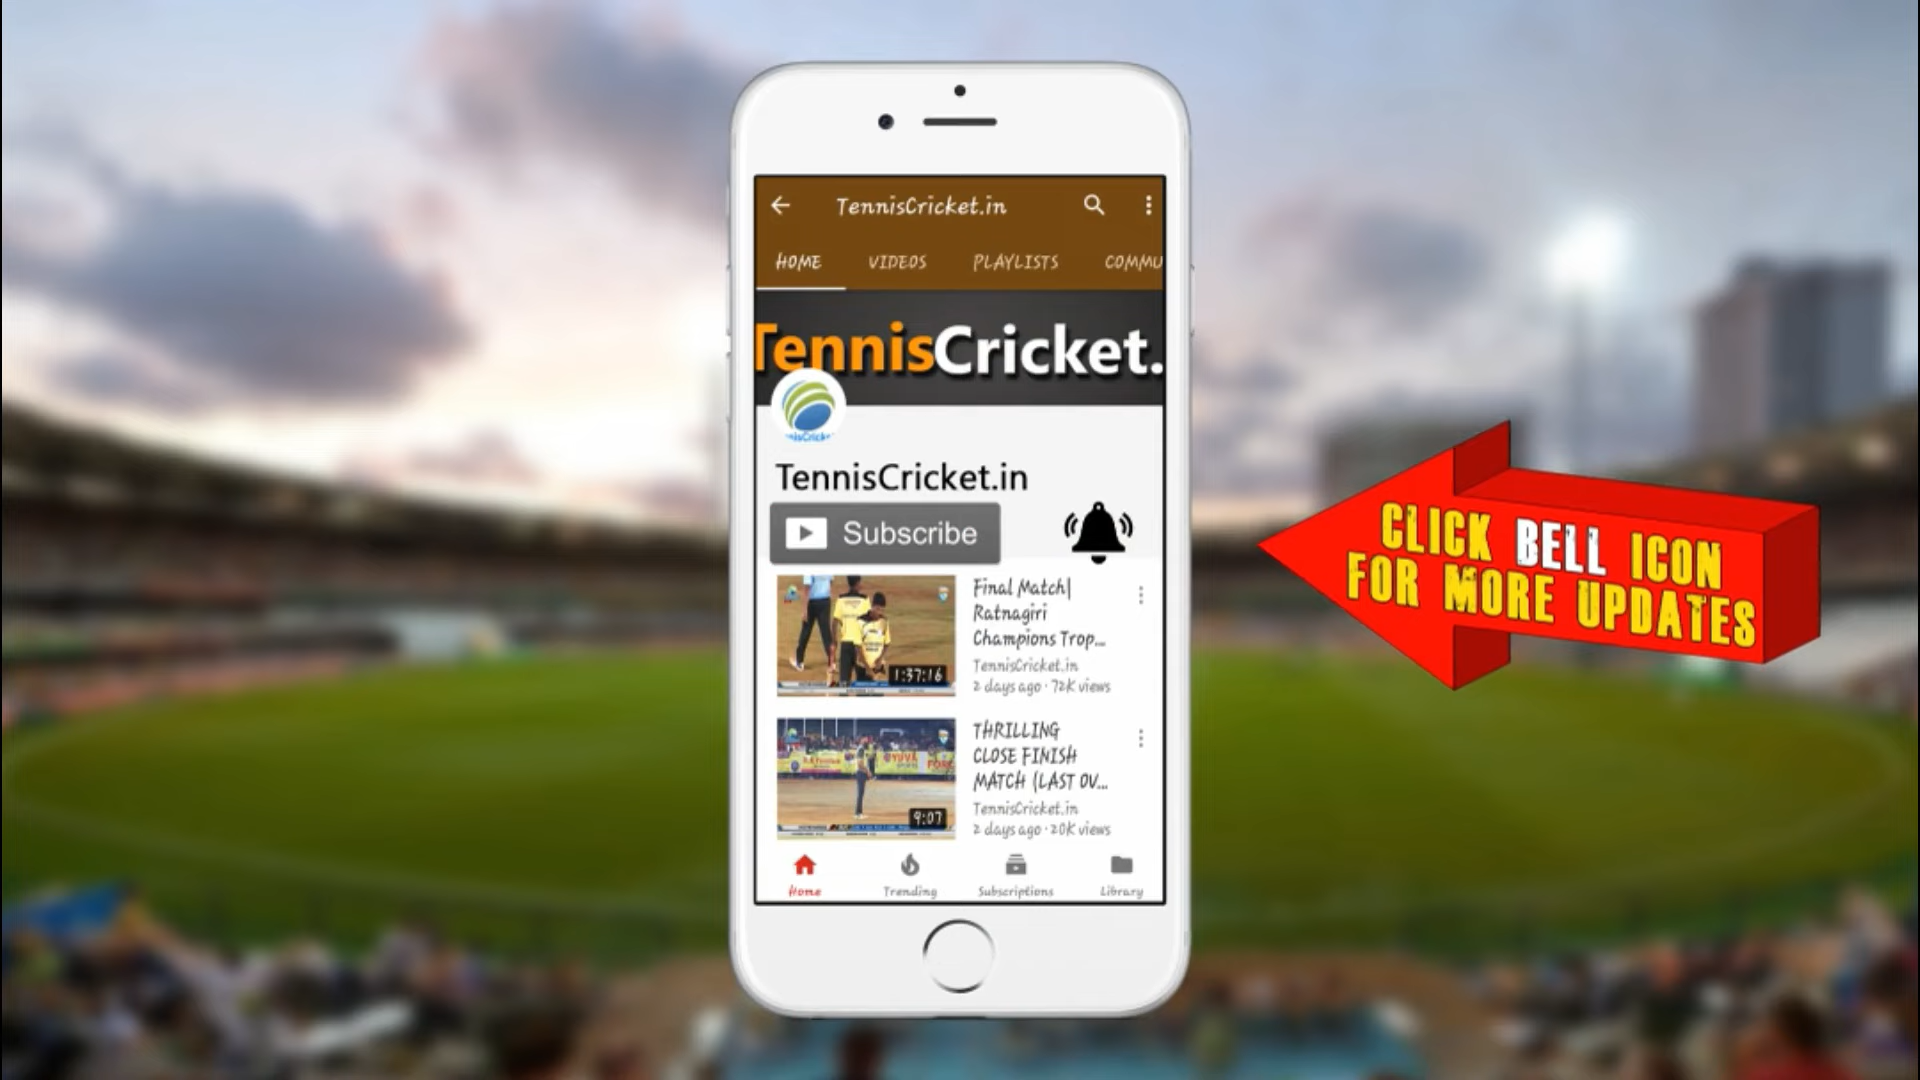 TennisCricket.in
HOME VIDEOS PLAYLISTS COMMU
TennisCricket.
TennisCricket.in
Subscribe
Final Match|
Ratnagiri
Champions Trop...
TennisCricket.in
2 days ago · 72K views
1:37:16
THRILLING
CLOSE FINISH
MATCH (LAST OV...
TennisCricket.in
2 days ago · 20K views
9:07
Home Trending Subscriptions Library
CLICK BELL ICON
FOR MORE UPDATES